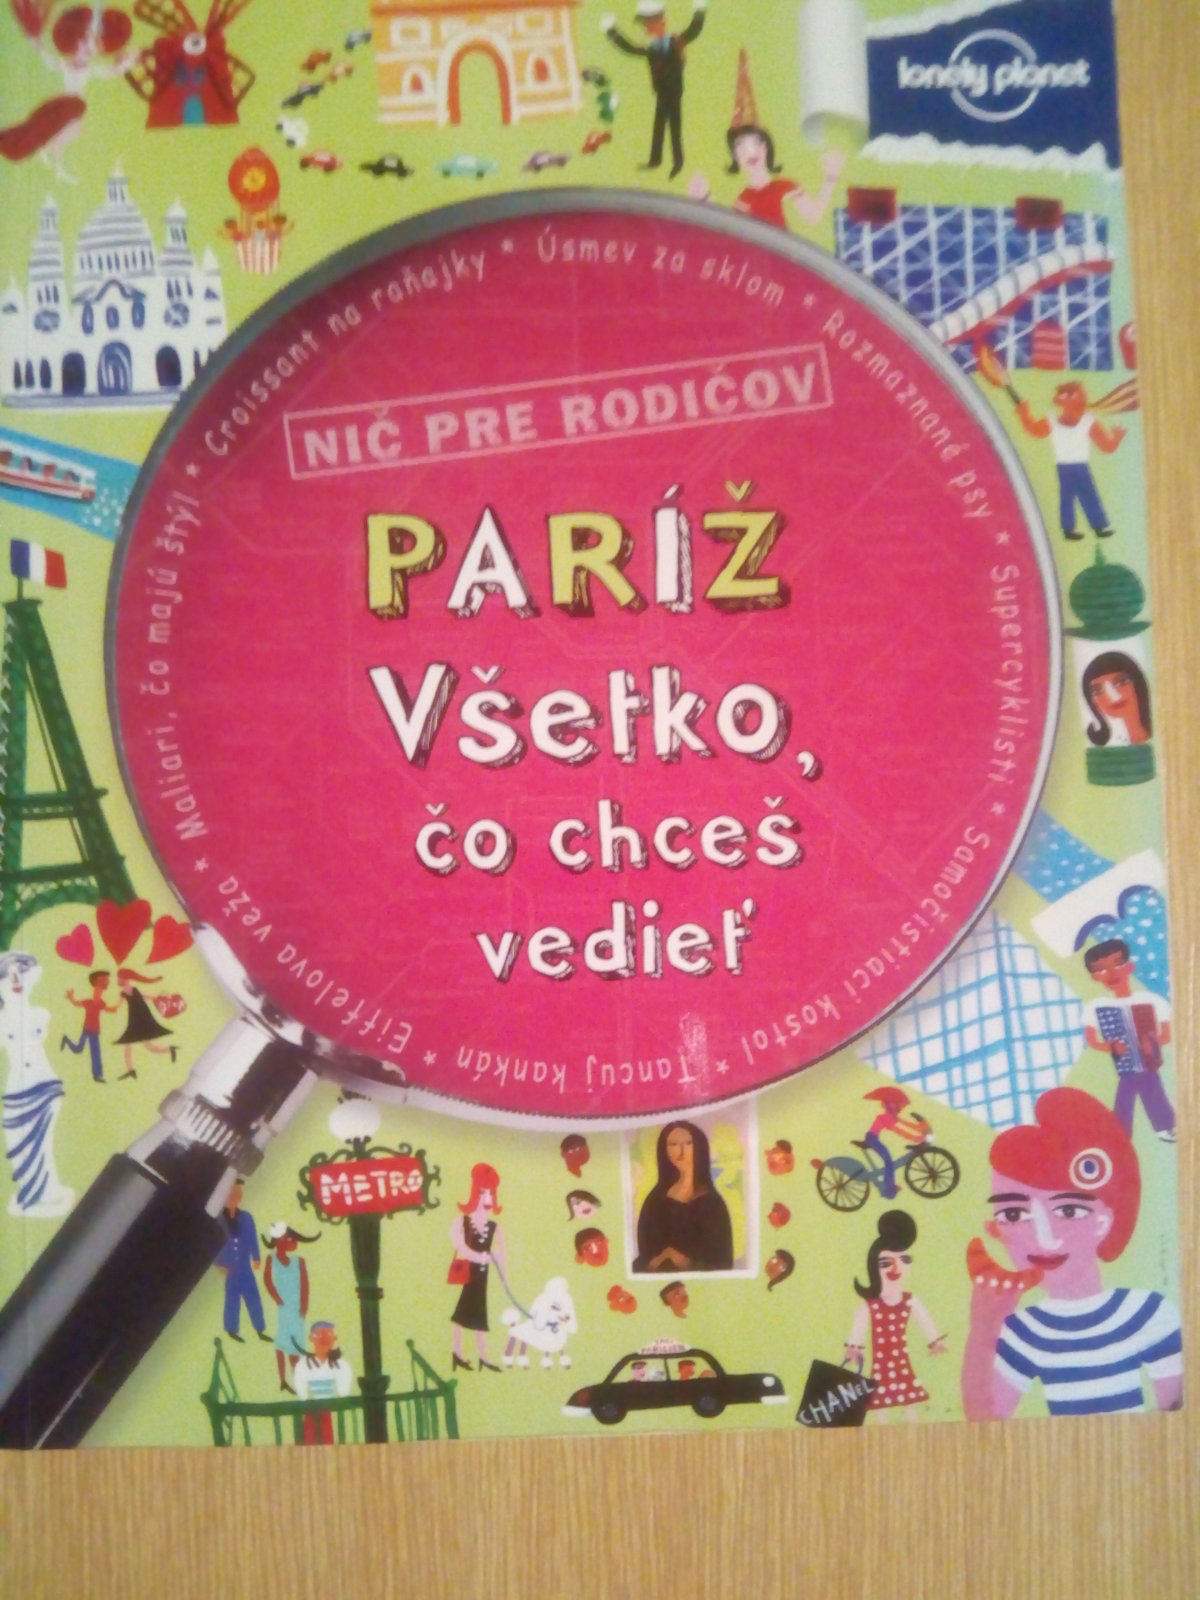 lonely planet
Croissant na raňajky * Úsmev za sklom * Rozmaznané psy * Supercyklisti * Samočistiaci kostol * Tancuj kankán * Eiffelova veža * Maliari, čo majú štýl *
NIČ PRE RODIČOV
PARÍŽ
Všetko,
čo chceš
vedieť
METRO
PARISIEN
CHANEL